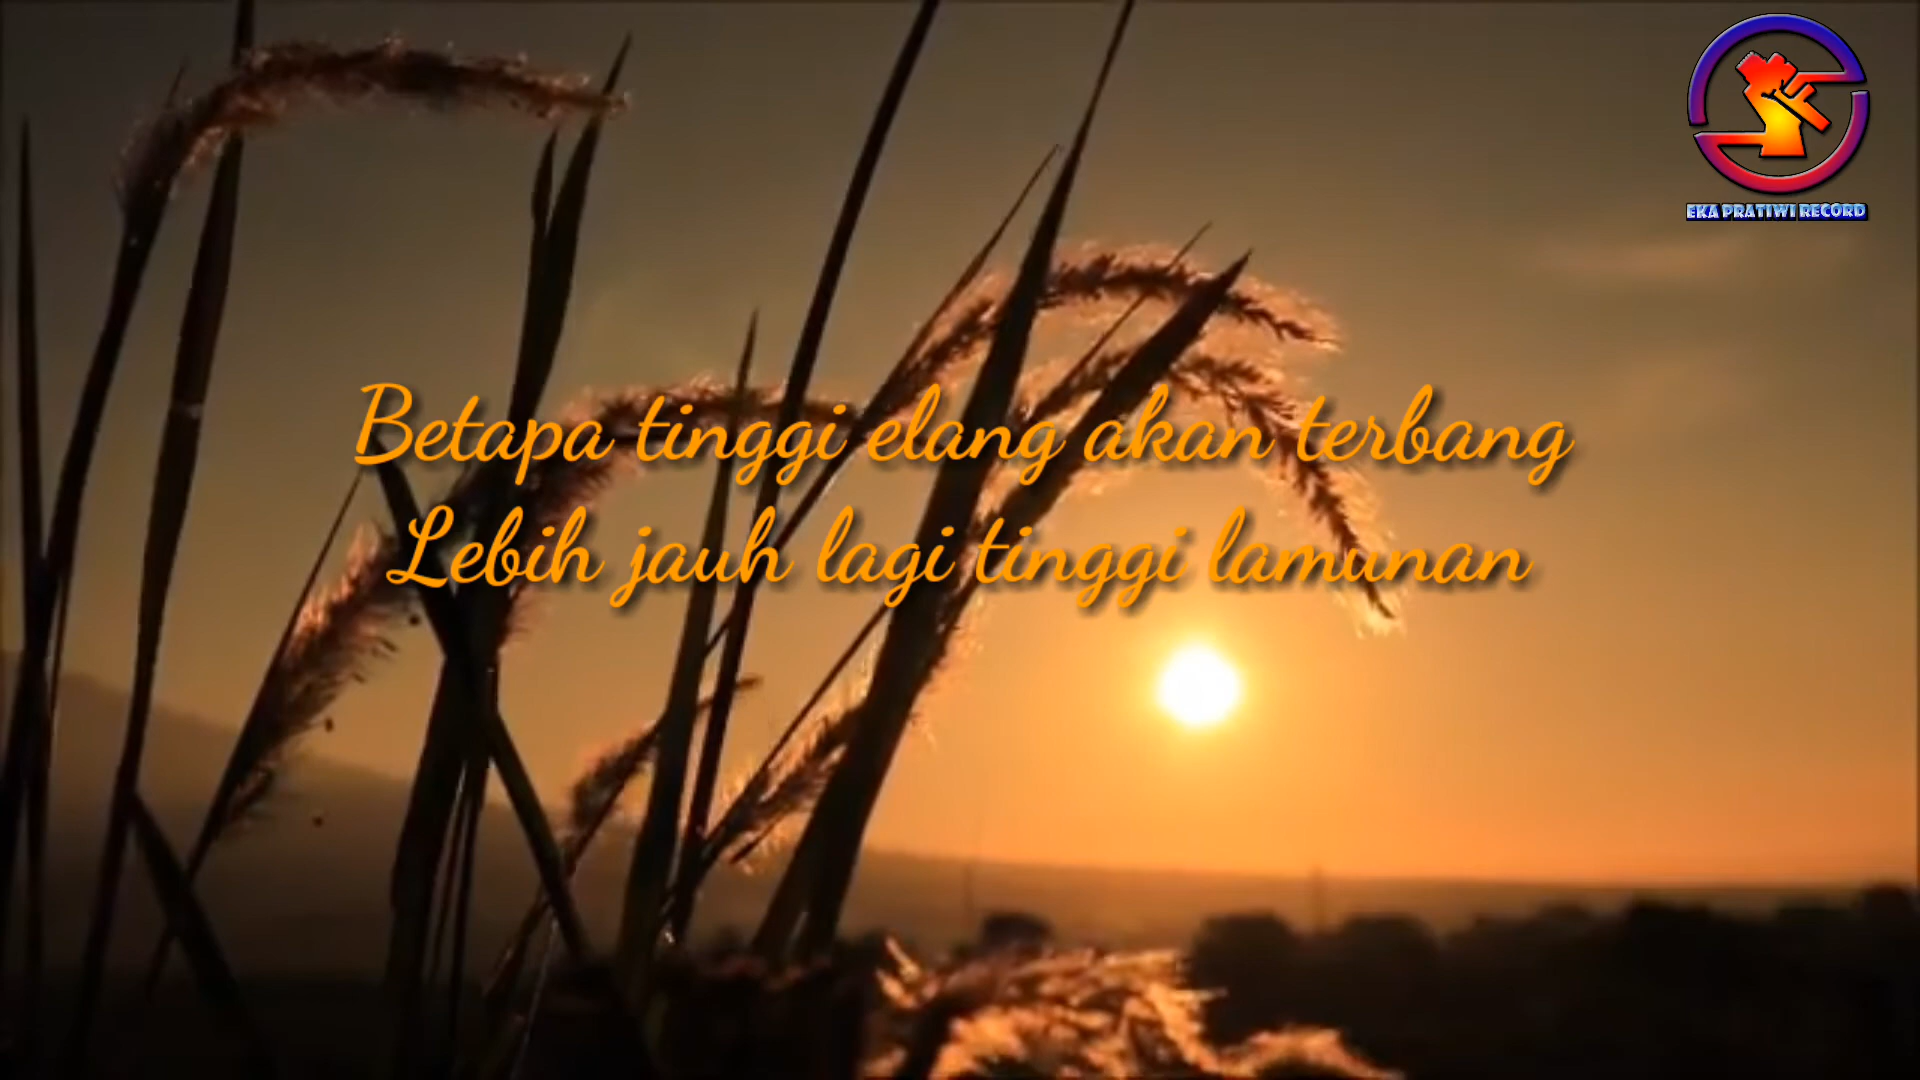 EKA PRATIWI RECORD
Betapa tinggi elang akan terbang
Lebih jauh lagi tinggi lamunan